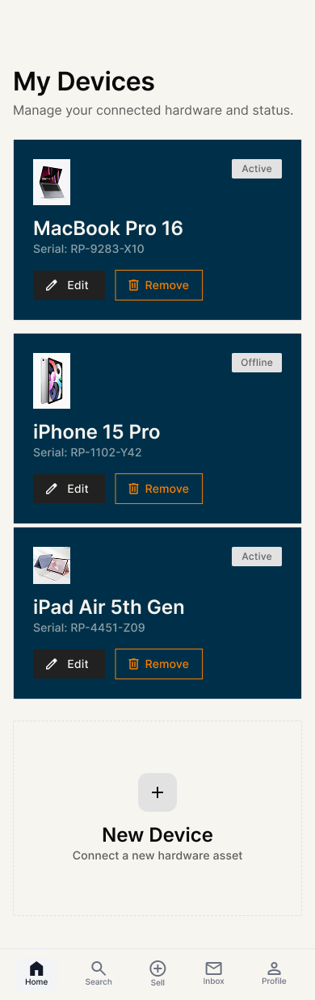 My Devices
Manage your connected hardware and status.
Active
MacBook Pro 16
Serial: RP-9283-X10
Edit
Remove
Offline
iPhone 15 Pro
Serial: RP-1102-Y42
Edit
Remove
Active
iPad Air 5th Gen
Serial: RP-4451-Z09
Edit
Remove
New Device
Connect a new hardware asset
Home
Search
Sell
Inbox
Profile